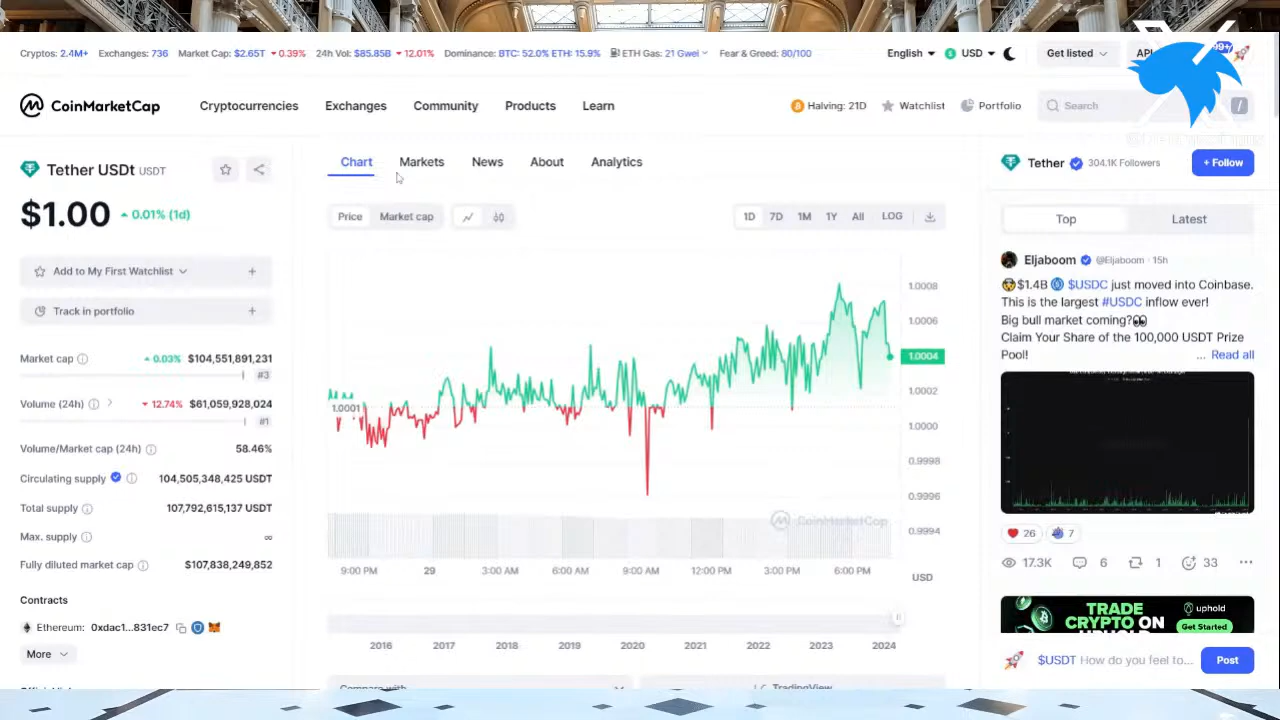 Cryptos: 2.4M+ Exchanges: 736 Market Cap: $2.65T 0.39% 24h Vol: $85.85B 12.01% Dominance: BTC: 52.0% ETH: 15.9% ETH Gas: 21 Gwei Fear & Greed: 80/100
English USD Get listed API 99+
CoinMarketCap Cryptocurrencies Exchanges Community Products Learn Halving: 21D Watchlist Portfolio Search /
Tether USDt USDT
$1.00 0.01% (1d)
Add to My First Watchlist +
Track in portfolio +
Market cap 0.03% $104,551,891,231
#3
Volume (24h) 12.74% $61,059,928,024
#1
Volume/Market cap (24h) 58.46%
Circulating supply 104,505,348,425 USDT
Total supply 107,792,615,137 USDT
Max. supply ∞
Fully diluted market cap $107,838,249,852
Contracts
Ethereum: 0xdac1...831ec7
More
Chart Markets News About Analytics
Price Market cap 1D 7D 1M 1Y All LOG
1.0008
1.0006
1.0004
1.0002
1.0001
1.0000
0.9998
0.9996
0.9994
CoinMarketCap
9:00 PM 29 3:00 AM 6:00 AM 9:00 AM 12:00 PM 3:00 PM 6:00 PM USD
2016 2017 2018 2019 2020 2021 2022 2023 2024
Compare with TradingView
Tether 304.1K Followers + Follow
Top Latest
Eljaboom @Eljaboom · 15h
$1.4B $USDC just moved into Coinbase.
This is the largest #USDC inflow ever!
Big bull market coming?👀
Claim Your Share of the 100,000 USDT Prize
Pool! ... Read all
26 7
17.3K 6 1 33 ...
TRADE
CRYPTO ON
uphold
Get Started
$USDT How do you feel to... Post